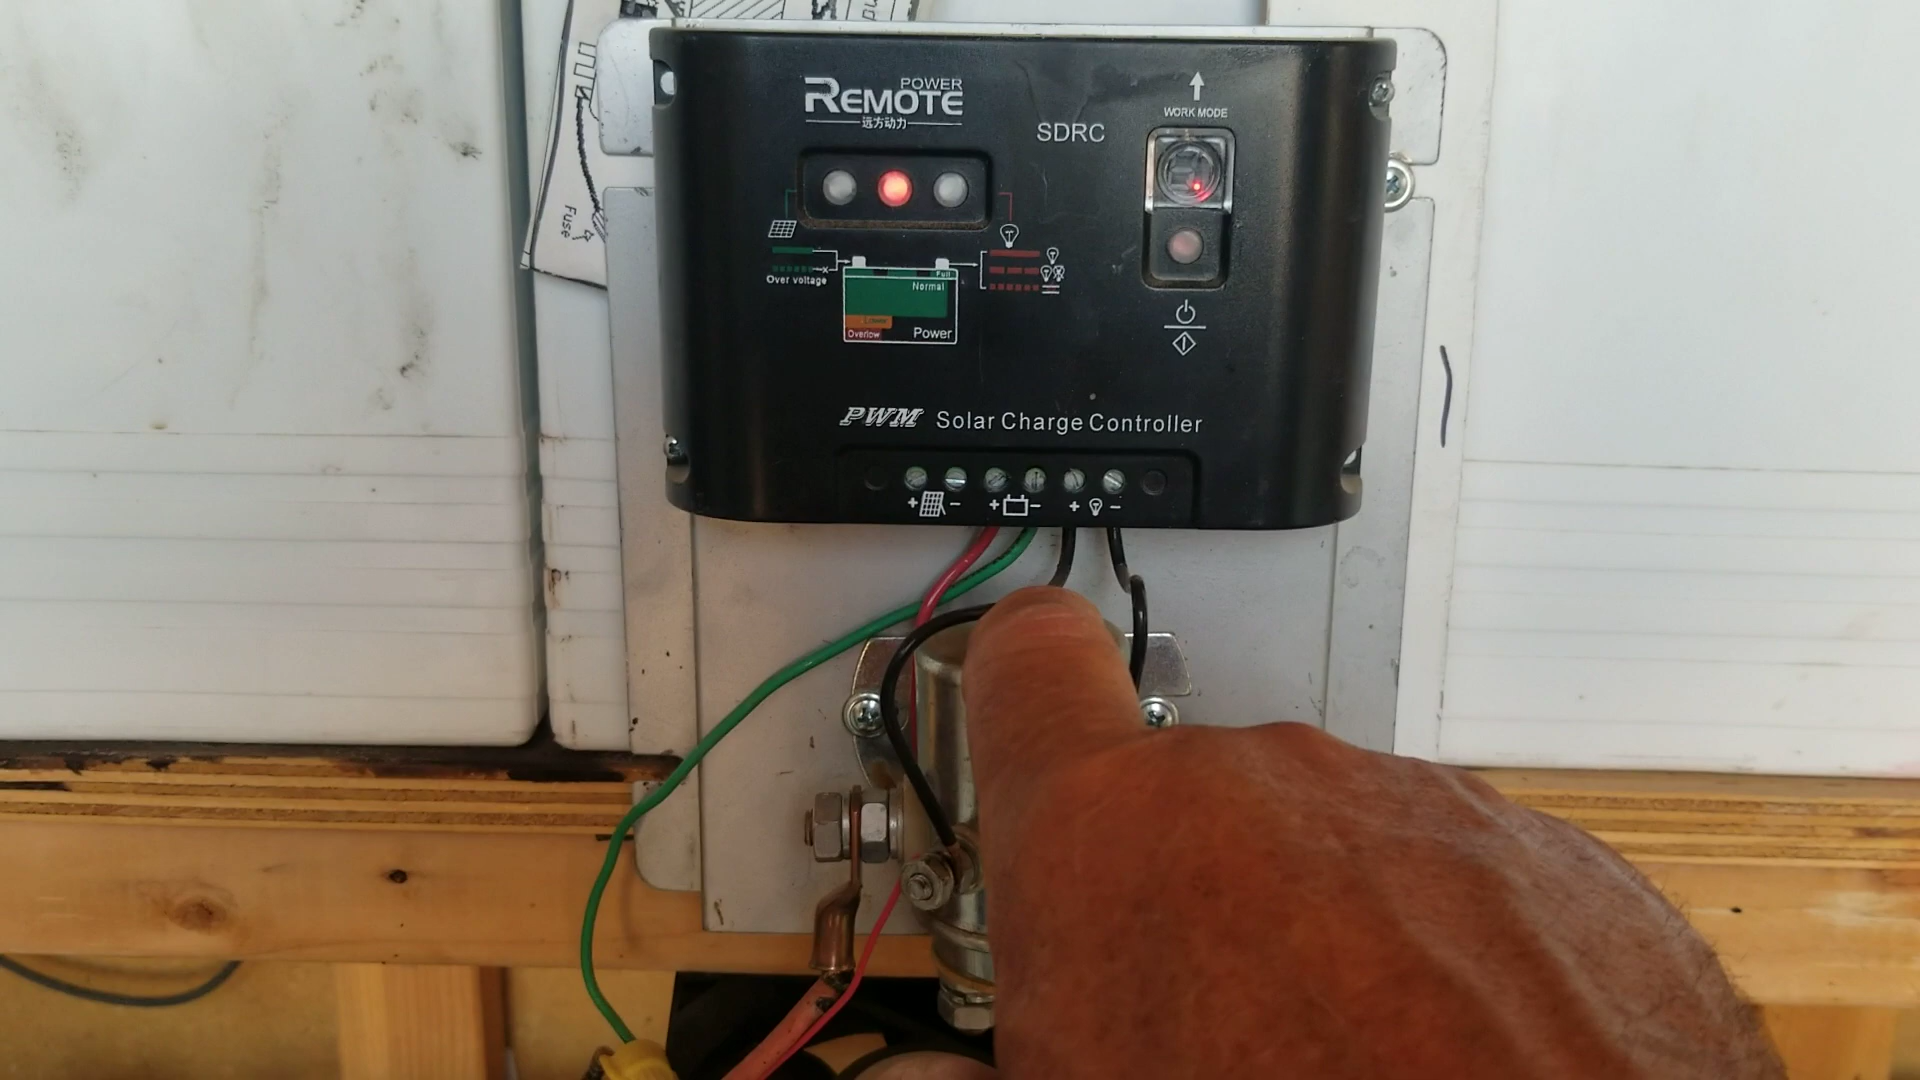 POWER
REMOTE
远方动力
SDRC
WORK MODE
Fuse
Over voltage
Full
Normal
Lower
Overlow
Power
PWM Solar Charge Controller
+ - + - + -